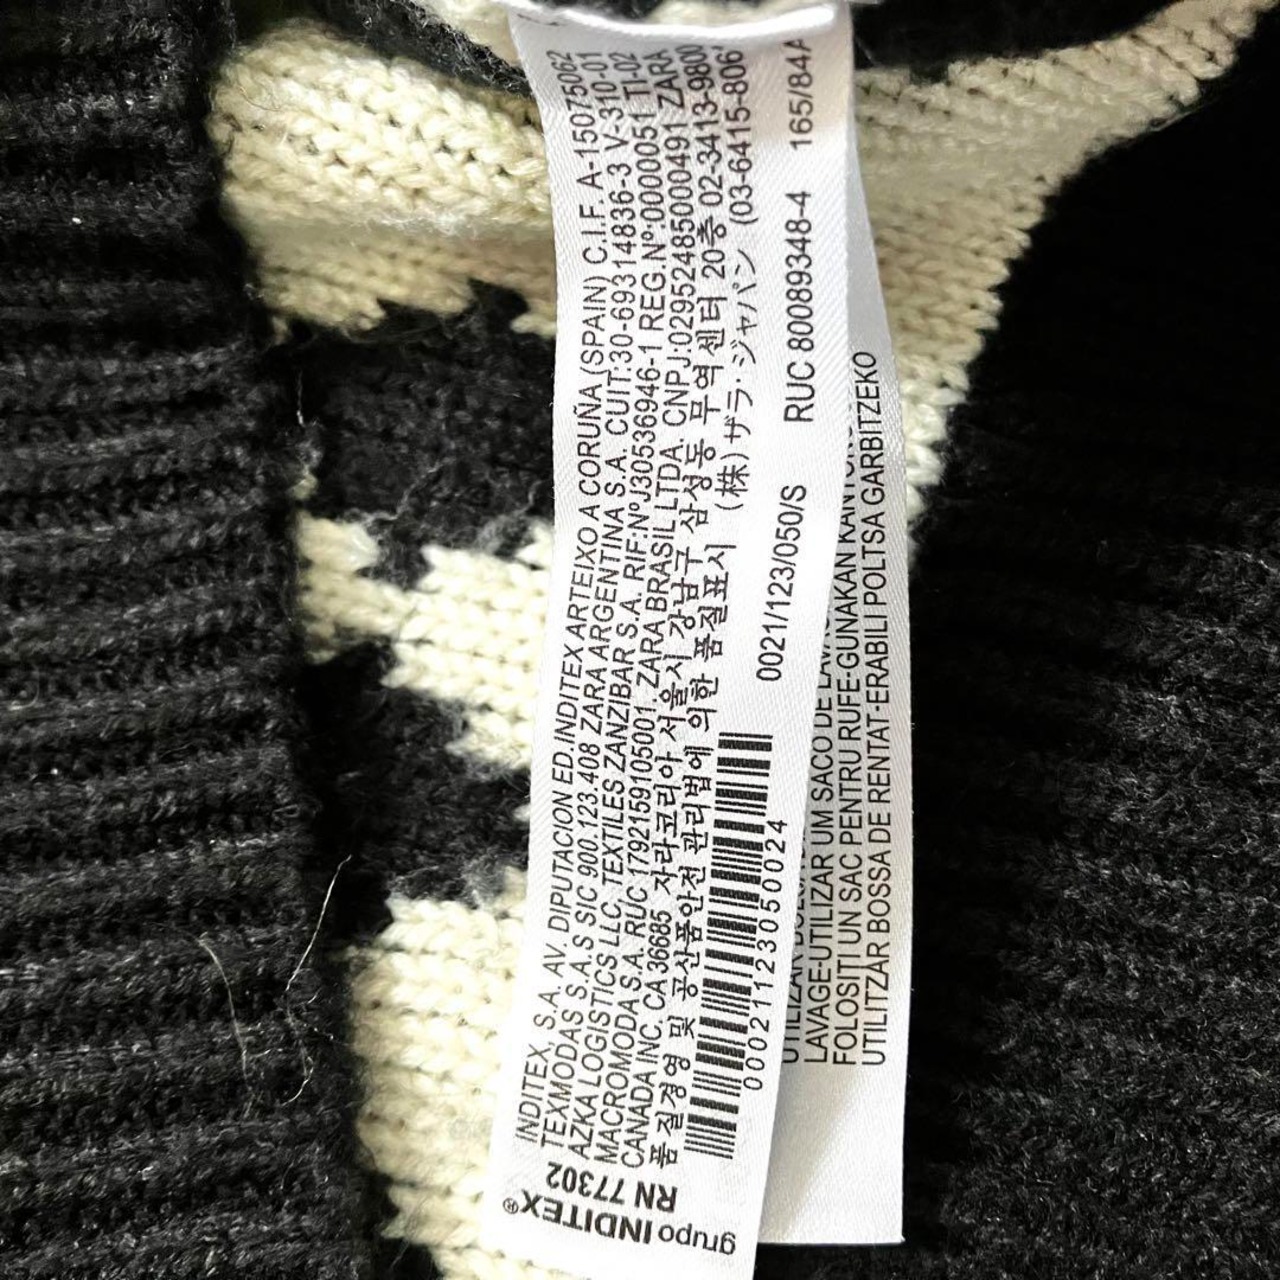 grupo INDITEX®
RN 77302
INDITEX, S.A. AV. DIPUTACION ED.INDITEX ARTEIXO A CORUÑA (SPAIN) C.I.F. A-15075062
TEXMODAS S.A.S SIC 900.123.408 ZARA ARGENTINA S.A. CUIT:30-69314836-3 V-310-01
AZKA LOGISTICS LLC, TEXTILES ZANZIBAR S.A. RIF:NºJ30536946-1 REG.Nº:0000051 TI-02
MACROMODA S.A. RUC 1792159105001. ZARA BRASIL LTDA. CNPJ:02952485000491 ZARA
CANADA INC. CA 36685 자라코리아 서울시 강남구 삼성동 무역센터 20층 02-3413-9800
품질경영 및 공산품안전 관리법에 의한 품질표시 (株) ザラ·ジャパン (03-6415-806
00021123050024
0021/123/050/S RUC 80089348-4 165/84A
UTILIZAR
LAVAGE-UTILIZAR UM SACO DE
FOLOSITI UN SAC PENTRU RUFE-GUNAKAN
UTILITZAR BOSSA DE RENTAT-ERABILI POLTSA GARBITZEKO